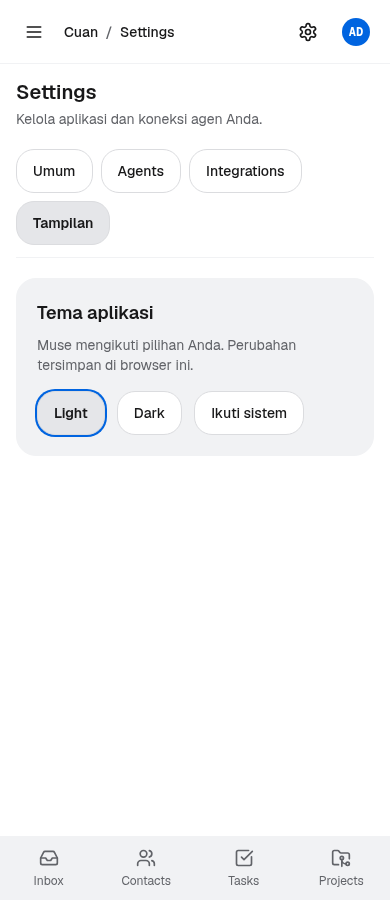 Cuan / Settings
AD
Settings
Kelola aplikasi dan koneksi agen Anda.
Umum
Agents
Integrations
Tampilan
Tema aplikasi
Muse mengikuti pilihan Anda. Perubahan
tersimpan di browser ini.
Light
Dark
Ikuti sistem
Inbox
Contacts
Tasks
Projects